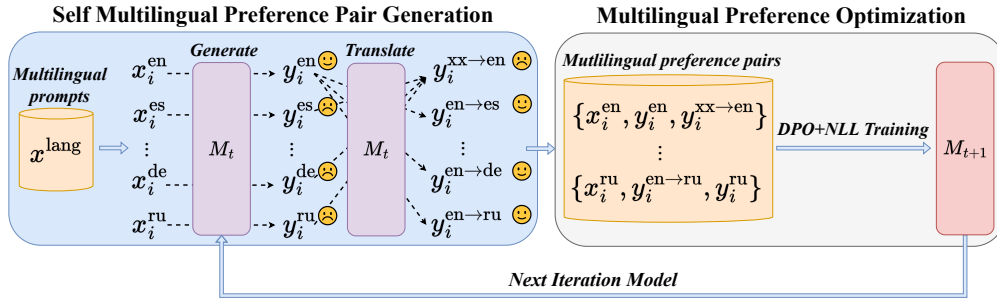 Self Multilingual Preference Pair Generation
Multilingual Preference Optimization
Multilingual prompts
x^lang
Generate
Translate
x_i^en
x_i^es
⋮
x_i^de
x_i^ru
M_t
y_i^en
y_i^es
⋮
y_i^de
y_i^ru
M_t
y_i^xx→en
y_i^en→es
⋮
y_i^en→de
y_i^en→ru
Mutlilingual preference pairs
{x_i^en, y_i^en, y_i^xx→en}
⋮
{x_i^ru, y_i^en→ru, y_i^ru}
DPO+NLL Training
M_t+1
Next Iteration Model